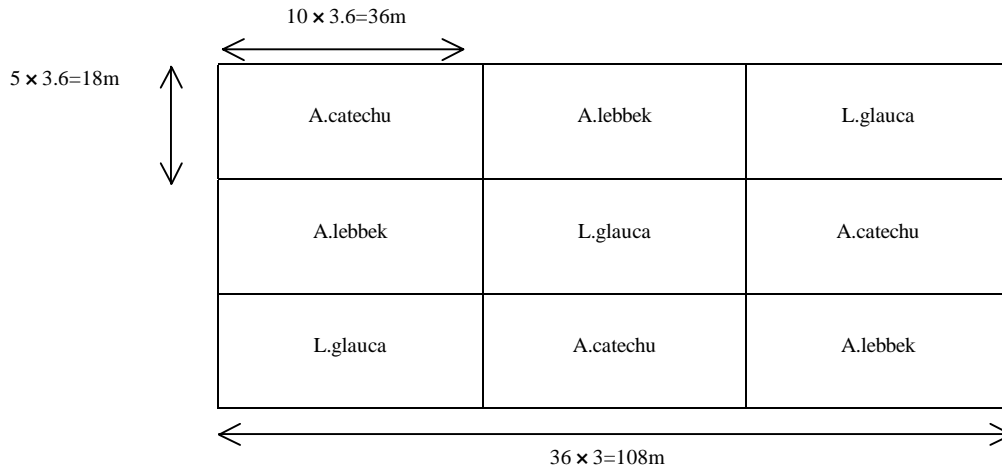 10 × 3.6=36m
5 × 3.6=18m
A.catechu A.lebbek L.glauca
A.lebbek L.glauca A.catechu
L.glauca A.catechu A.lebbek
36 × 3=108m